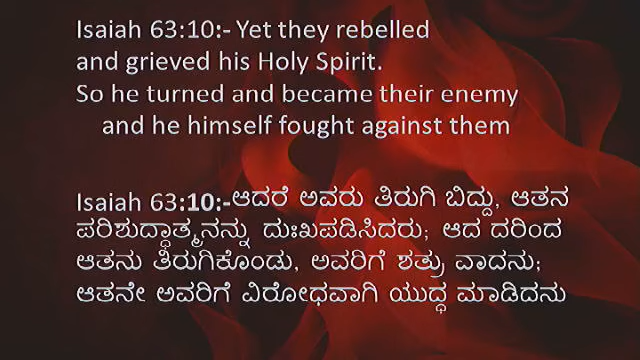 Isaiah 63:10:- Yet they rebelled
and grieved his Holy Spirit.
So he turned and became their enemy
and he himself fought against them
Isaiah 63:10:-ಆದರೆ ಅವರು ತಿರುಗಿ ಬಿದ್ದು, ಆತನ
ಪರಿಶುದ್ಧಾತ್ಮನನ್ನು ದುಃಖಪಡಿಸಿದರು; ಆದ ದರಿಂದ
ಆತನು ತಿರುಗಿಕೊಂಡು, ಅವರಿಗೆ ಶತ್ರು ವಾದನು;
ಆತನೇ ಅವರಿಗೆ ವಿರೋಧವಾಗಿ ಯುದ್ಧ ಮಾಡಿದನು